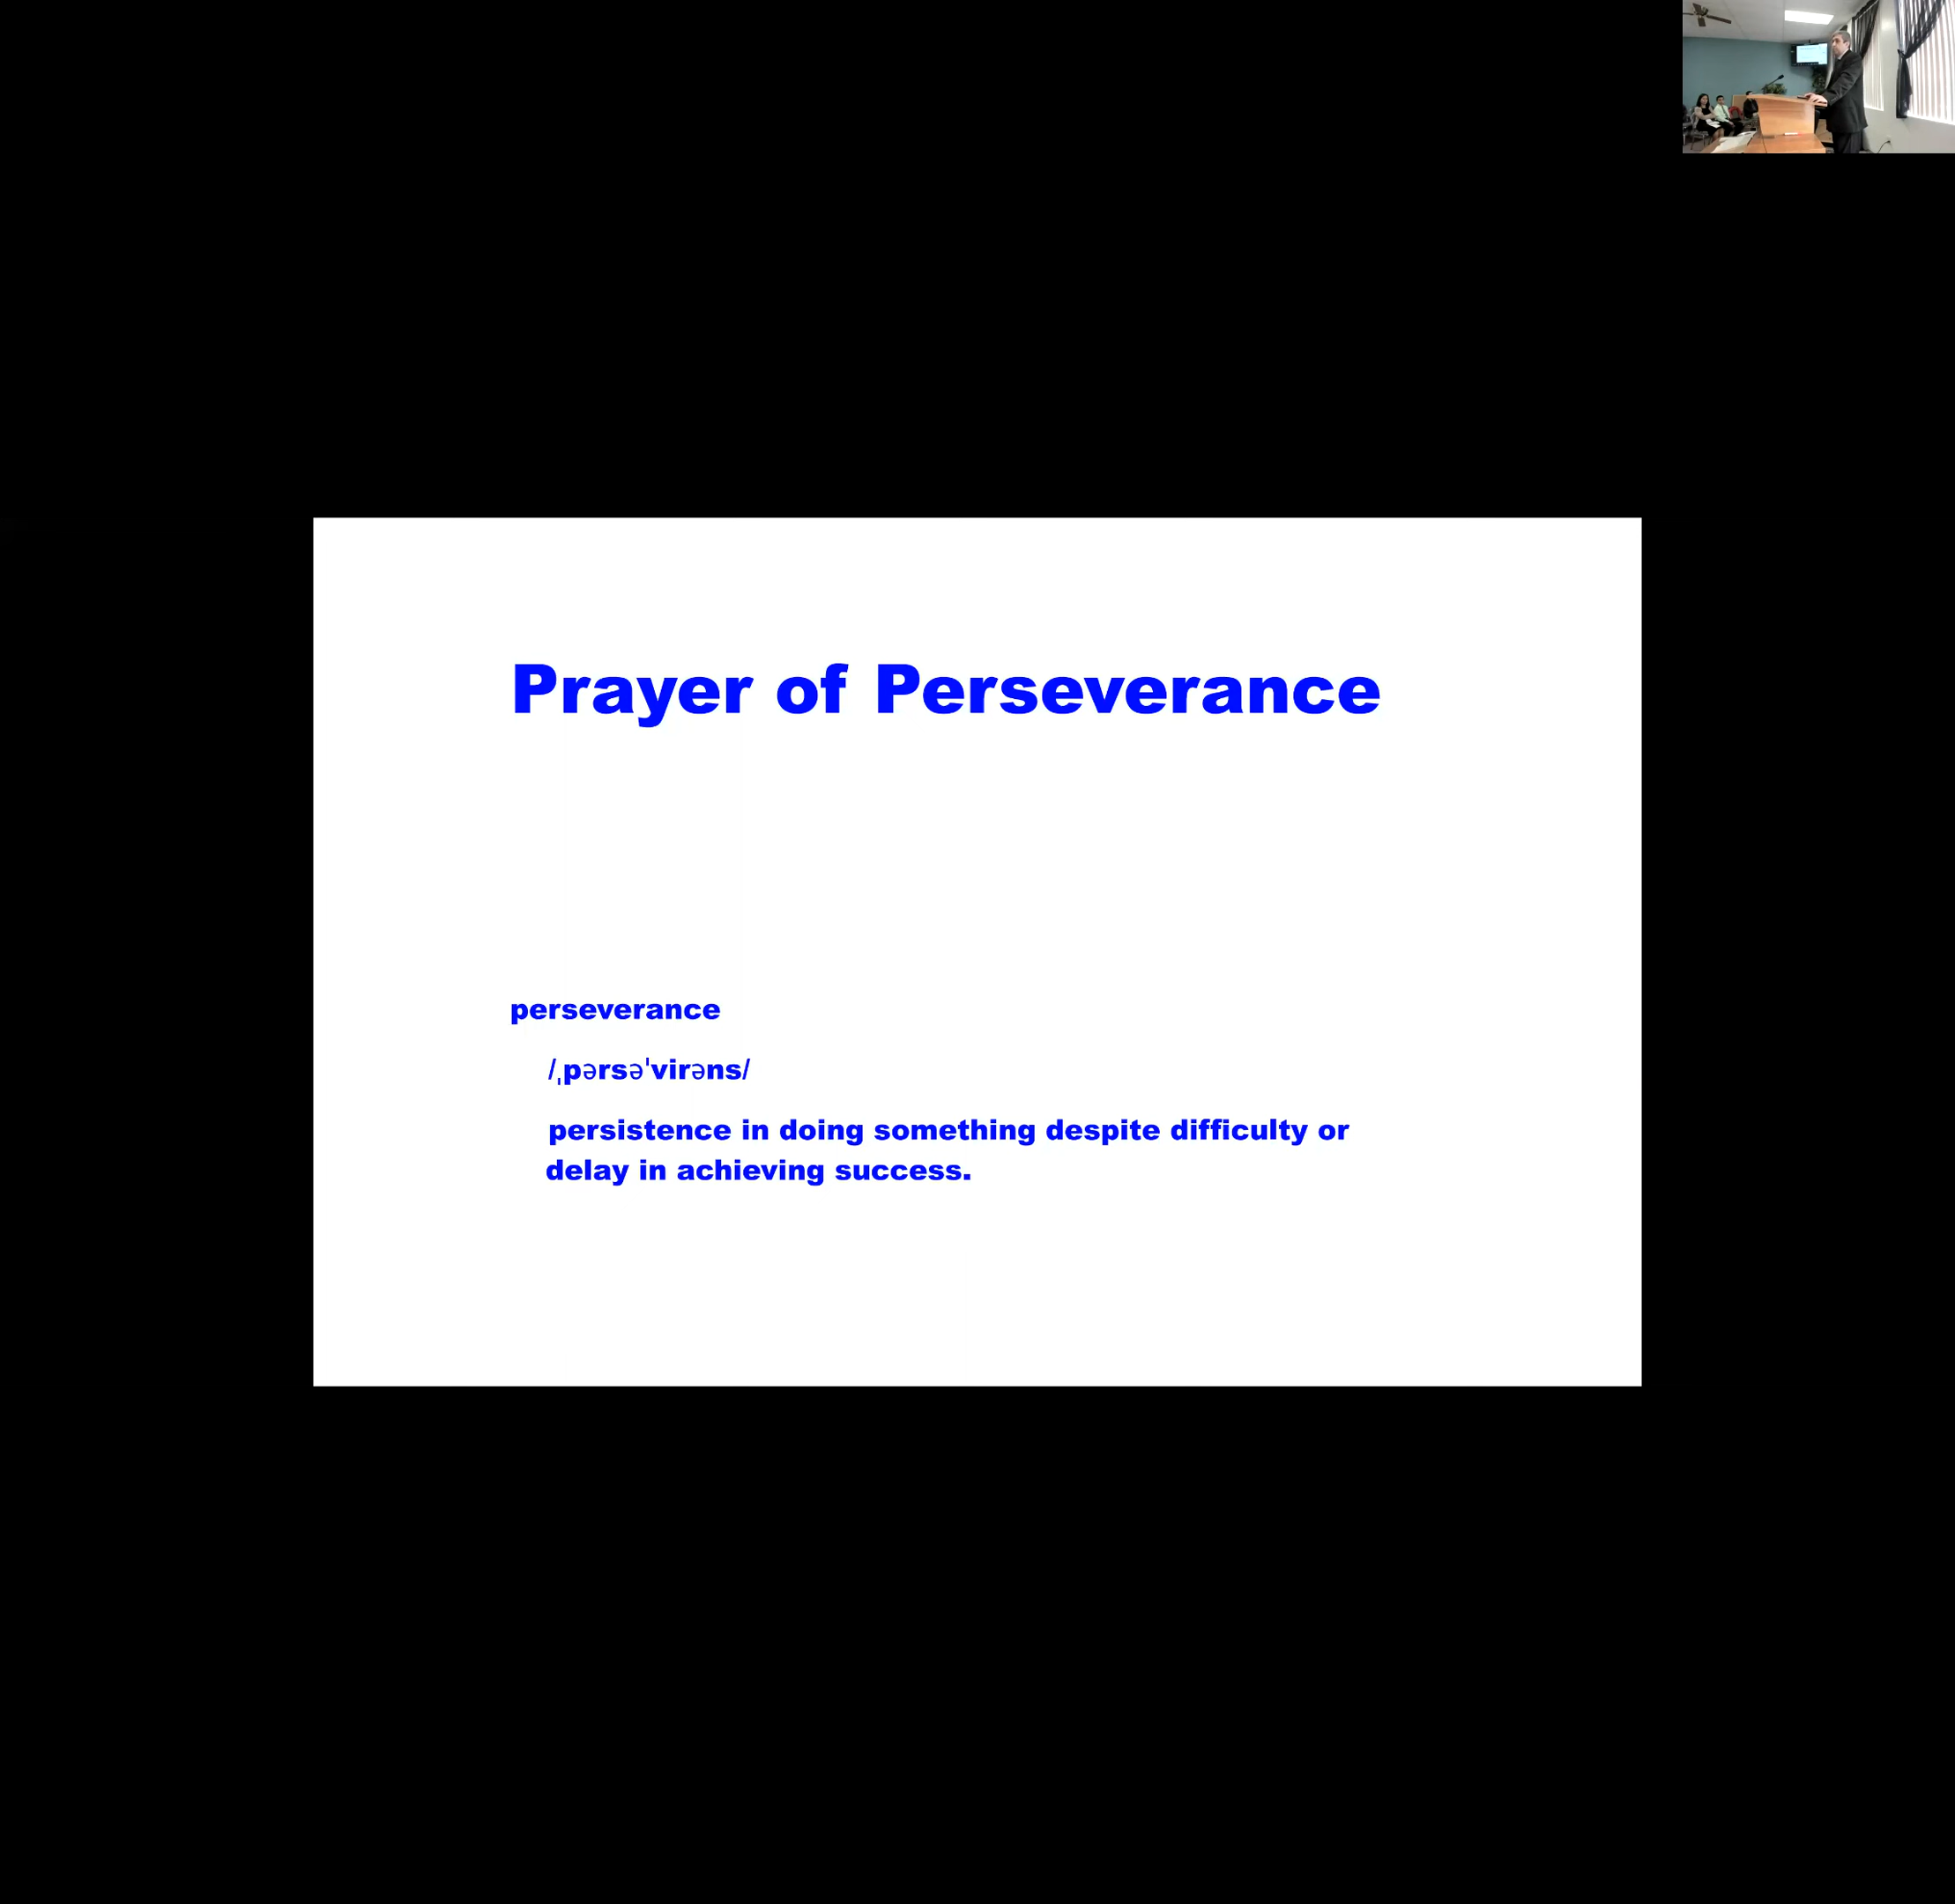 Prayer of Perseverance
perseverance
/ˌpərsəˈvirəns/
persistence in doing something despite difficulty or
delay in achieving success.